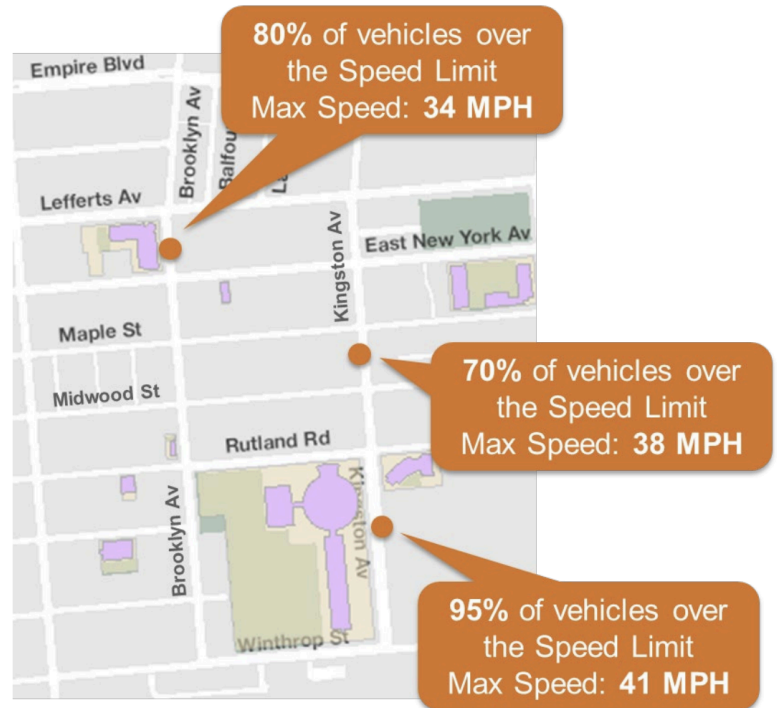 80% of vehicles over
the Speed Limit
Max Speed: 34 MPH
Empire Blvd
Brooklyn Av
Lefferts Av
Kingston Av
East New York Av
Maple St
70% of vehicles over
the Speed Limit
Max Speed: 38 MPH
Midwood St
Rutland Rd
Kingston Av
Brooklyn Av
95% of vehicles over
the Speed Limit
Max Speed: 41 MPH
Winthrop St